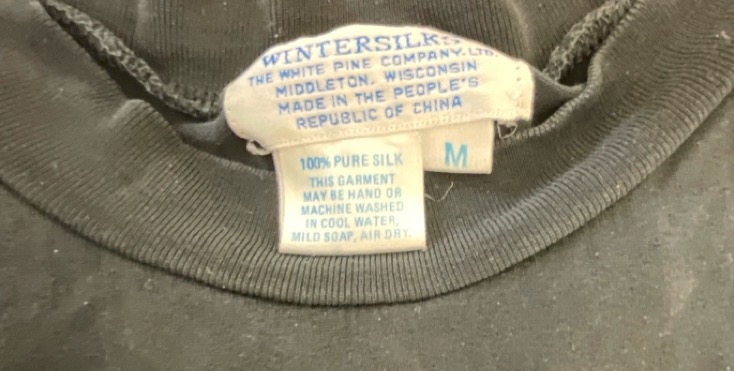 WINTERSILKS
THE WHITE PINE COMPANY, LTD.
MIDDLETON, WISCONSIN
MADE IN THE PEOPLE'S
REPUBLIC OF CHINA
M
100% PURE SILK
THIS GARMENT
MAY BE HAND OR
MACHINE WASHED
IN COOL WATER,
MILD SOAP, AIR DRY.